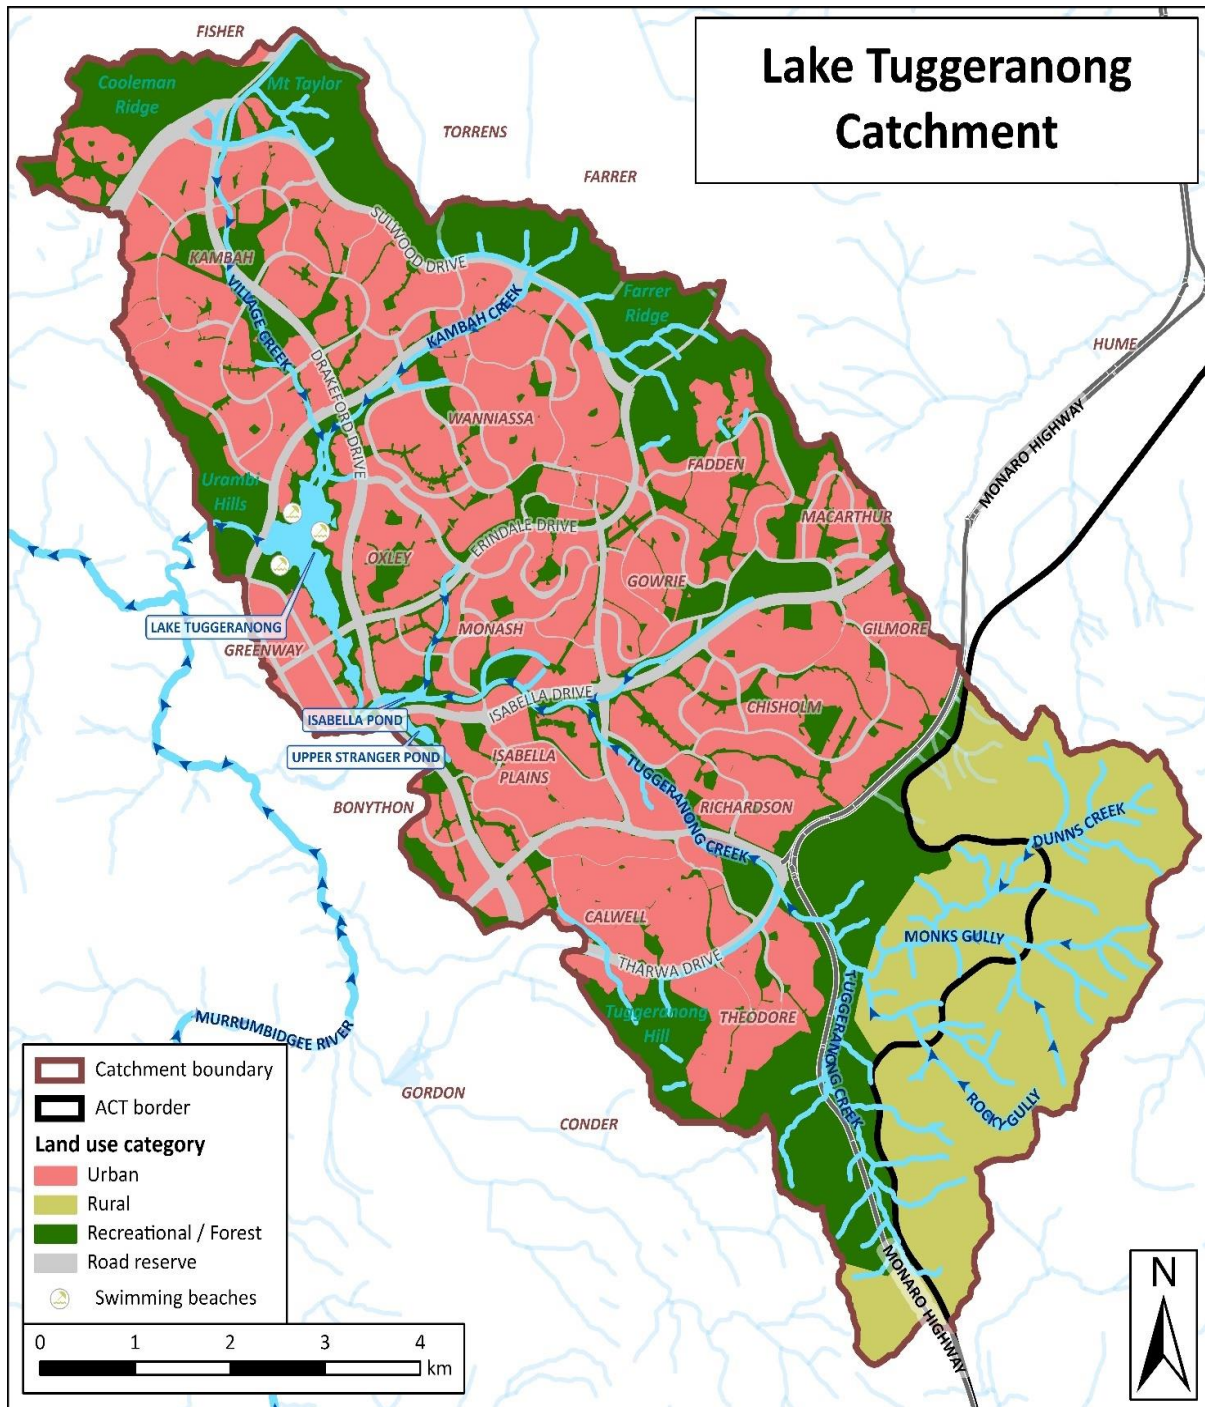 Lake Tuggeranong
Catchment
FISHER
Cooleman
Ridge
Mt Taylor
TORRENS
FARRER
SULWOOD DRIVE
KAMBAH
VILLAGE CREEK
KAMBAH CREEK
Farrer
Ridge
HUME
DRAKEFORD DRIVE
WANNIASSA
MONARO HIGHWAY
FADDEN
Urambi
Hills
MACARTHUR
ERINDALE DRIVE
OXLEY
GOWRIE
LAKE TUGGERANONG
MONASH
GILMORE
GREENWAY
ISABELLA DRIVE
CHISHOLM
ISABELLA POND
UPPER STRANGER POND
ISABELLA
PLAINS
TUGGERANONG CREEK
BONYTHON
RICHARDSON
DUNNS CREEK
CALWELL
MONKS GULLY
THARWA DRIVE
TUGGERANONG CREEK
Tuggeranong
Hill
THEODORE
MURRUMBIDGEE RIVER
ROCKY GULLY
GORDON
CONDER
MONARO HIGHWAY
Catchment boundary
ACT border
Land use category
Urban
Rural
Recreational / Forest
Road reserve
Swimming beaches
0 1 2 3 4
km
N